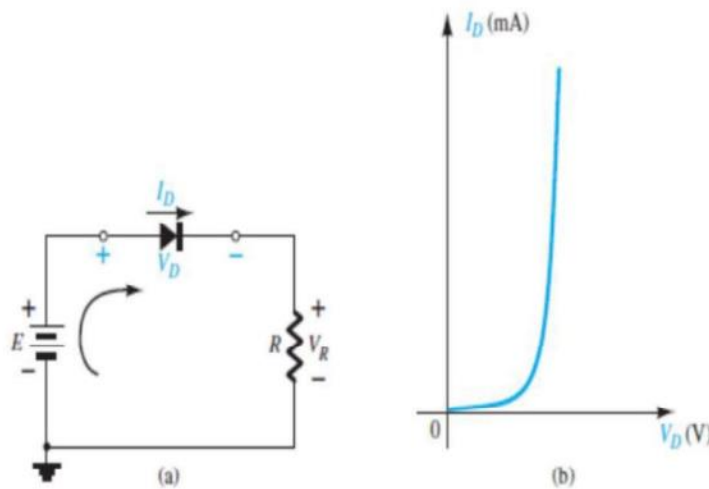 I_D (mA)
I_D
+ V_D −
+
E
−
+
R V_R
−
0
V_D (V)
(a)
(b)